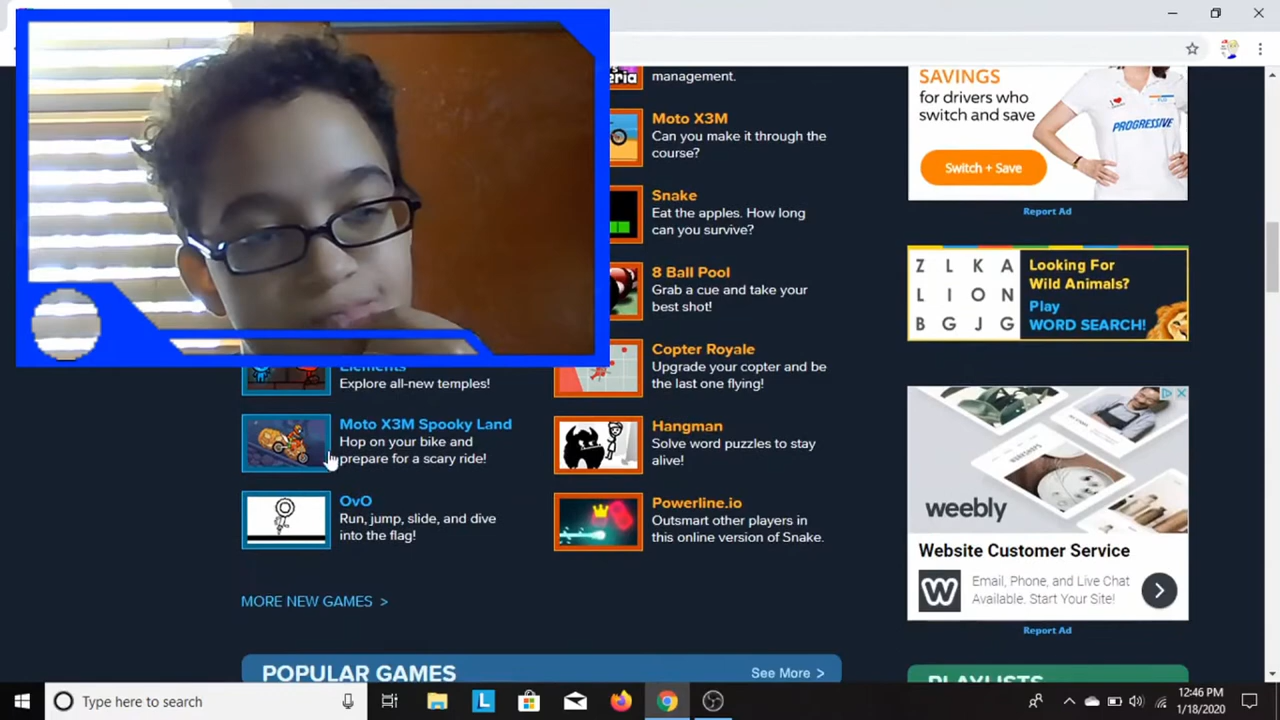 management.
Moto X3M
Can you make it through the
course?
Snake
Eat the apples. How long
can you survive?
8 Ball Pool
Grab a cue and take your
best shot!
Copter Royale
Upgrade your copter and be
the last one flying!
Explore all-new temples!
Moto X3M Spooky Land
Hop on your bike and
prepare for a scary ride!
Hangman
Solve word puzzles to stay
alive!
OvO
Run, jump, slide, and dive
into the flag!
Powerline.io
Outsmart other players in
this online version of Snake.
MORE NEW GAMES >
POPULAR GAMES
See More >
SAVINGS
for drivers who
switch and save
Switch + Save
PROGRESSIVE
Report Ad
Z L K A
L I O N
B G J G
Looking For
Wild Animals?
Play
WORD SEARCH!
weebly
Website Customer Service
Email, Phone, and Live Chat
Available. Start Your Site!
Report Ad
PLAYLISTS
Type here to search
12:46 PM
1/18/2020